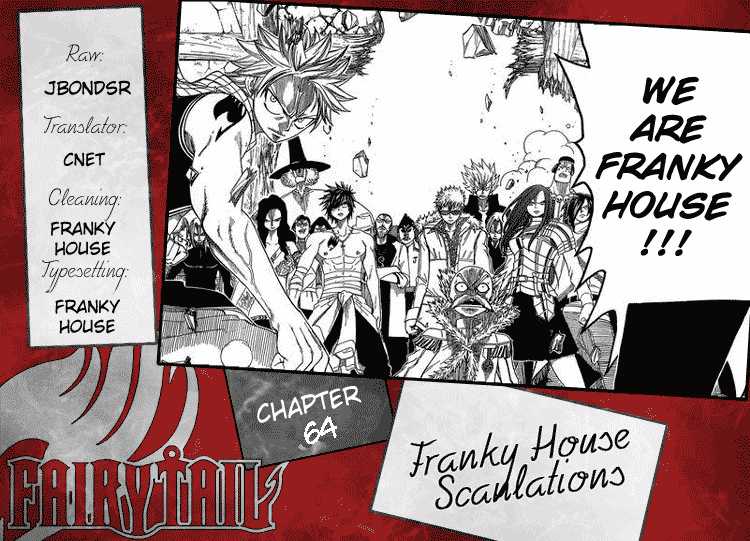 Raw:
JBONDSR
Translator:
CNET
Cleaning:
FRANKY
HOUSE
Typesetting:
FRANKY
HOUSE
WE
ARE
FRANKY
HOUSE
!!!
CHAPTER
64
Franky House
Scanlations
FAIRY TAIL